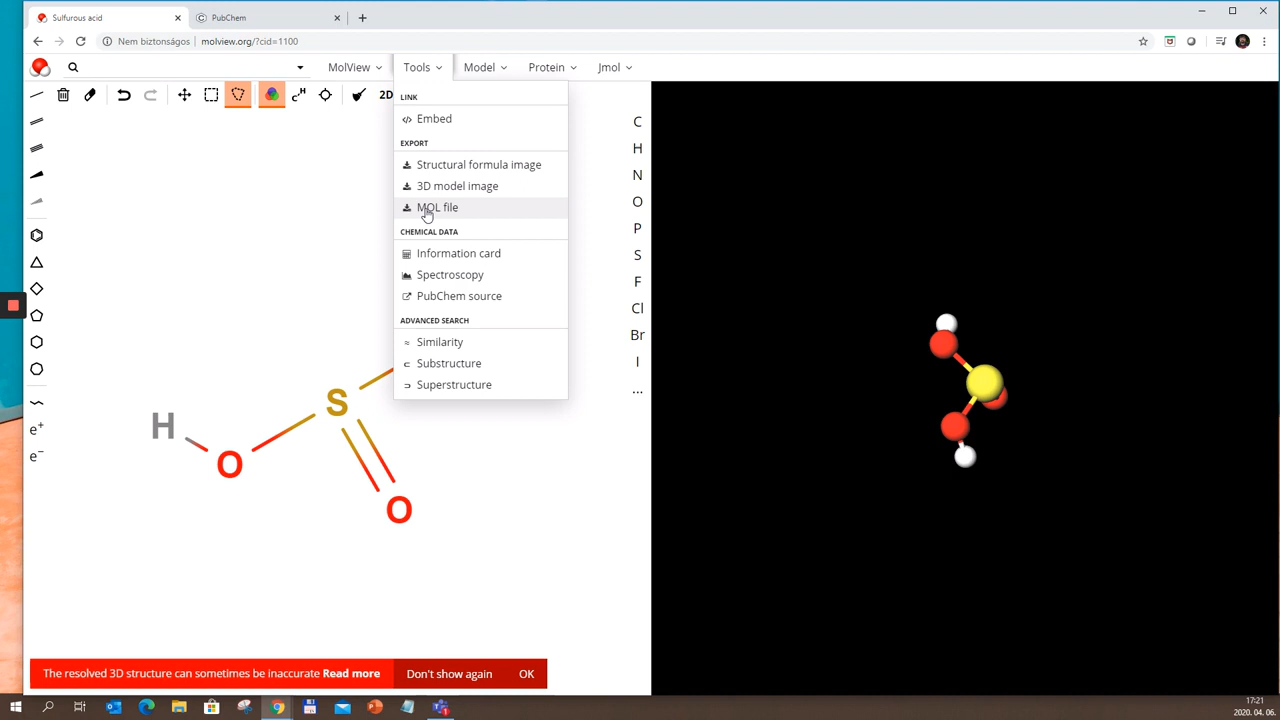 Sulfurous acid
PubChem
Nem biztonságos
molview.org/?cid=1100
MolView
Tools
Model
Protein
Jmol
2D
LINK
Embed
EXPORT
Structural formula image
3D model image
MOL file
CHEMICAL DATA
Information card
Spectroscopy
PubChem source
ADVANCED SEARCH
Similarity
Substructure
Superstructure
C
H
N
O
P
S
F
Cl
Br
I
...
e+
e−
H
O
S
O
The resolved 3D structure can sometimes be inaccurate Read more
Don't show again
OK
17:21
2020. 04. 06.